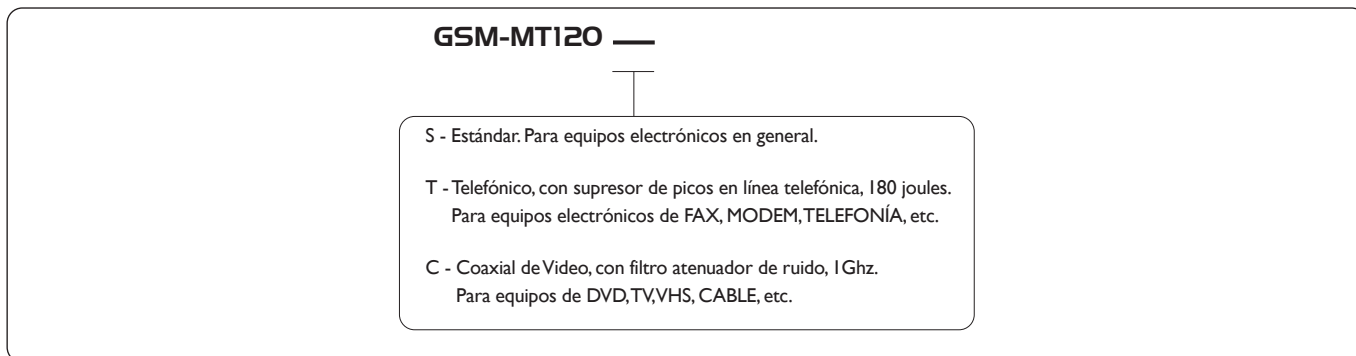 GSM-MT120 __
S - Estándar. Para equipos electrónicos en general.
T - Telefónico, con supresor de picos en línea telefónica, 180 joules.
Para equipos electrónicos de FAX, MODEM, TELEFONÍA, etc.
C - Coaxial de Video, con filtro atenuador de ruido, 1Ghz.
Para equipos de DVD, TV, VHS, CABLE, etc.